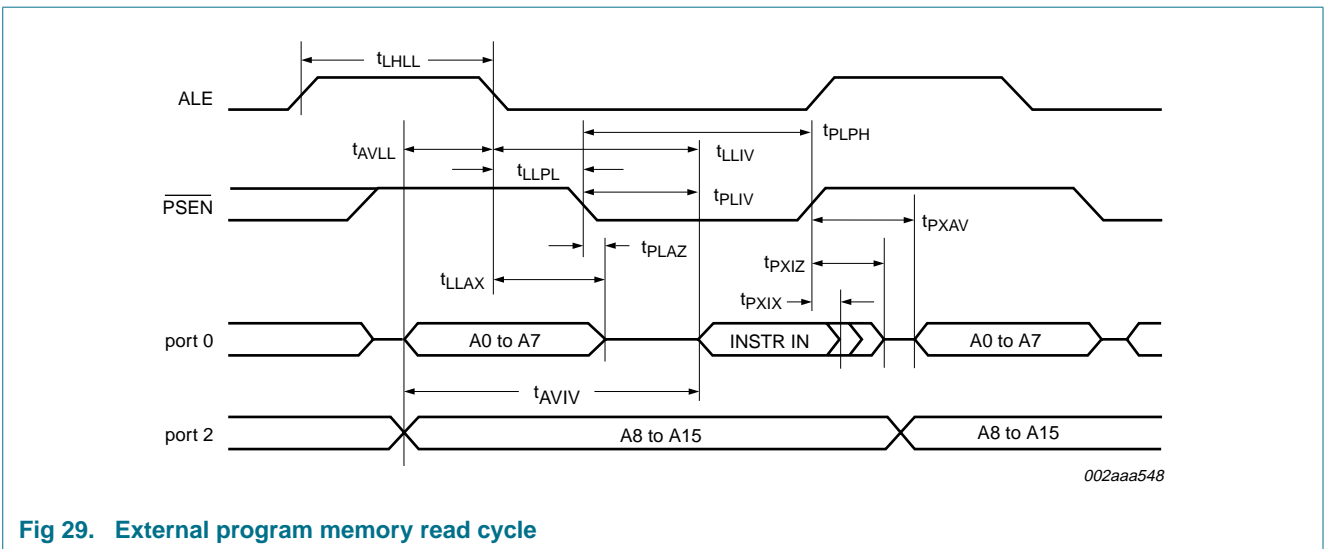 tLHLL
ALE
tPLPH
tAVLL
tLLIV
tLLPL
PSEN
tPLIV
tPXAV
tPLAZ
tPXIZ
tLLAX
tPXIX
port 0
A0 to A7
INSTR IN
A0 to A7
tAVIV
port 2
A8 to A15
A8 to A15
002aaa548
Fig 29. External program memory read cycle